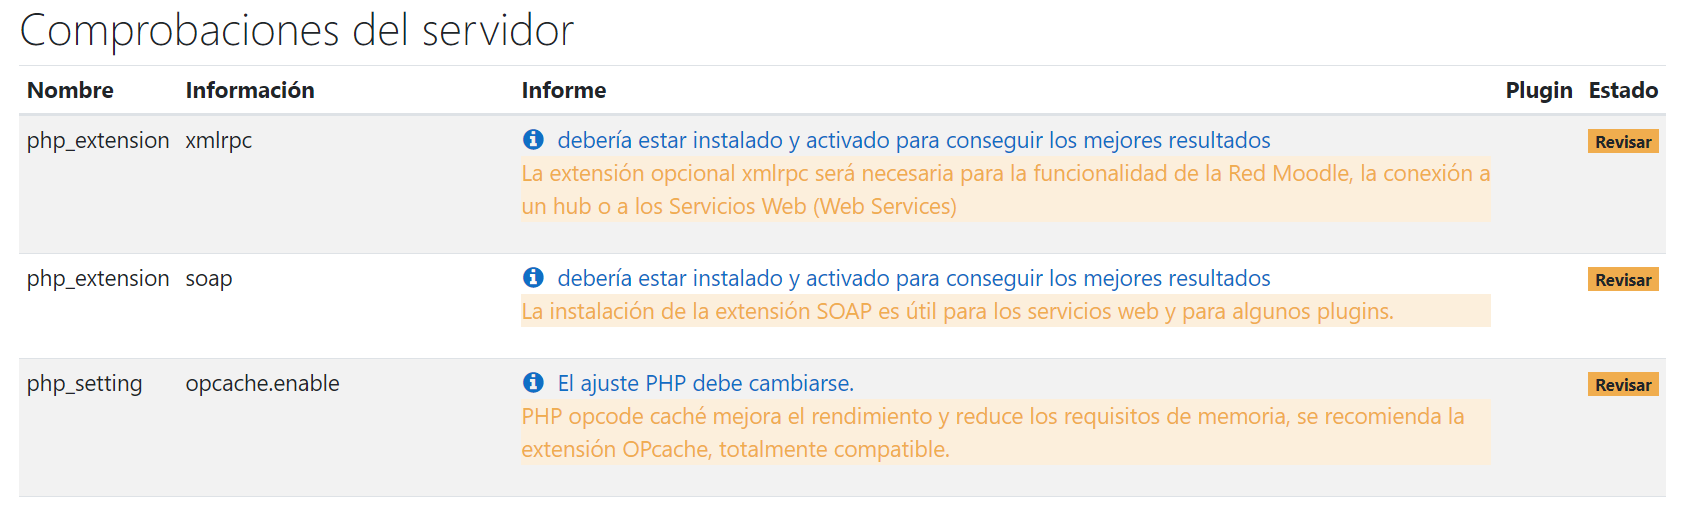 Comprobaciones del servidor
Nombre Información Informe Plugin Estado
php_extension xmlrpc debería estar instalado y activado para conseguir los mejores resultados Revisar
La extensión opcional xmlrpc será necesaria para la funcionalidad de la Red Moodle, la conexión a
un hub o a los Servicios Web (Web Services)
php_extension soap debería estar instalado y activado para conseguir los mejores resultados Revisar
La instalación de la extensión SOAP es útil para los servicios web y para algunos plugins.
php_setting opcache.enable El ajuste PHP debe cambiarse. Revisar
PHP opcode caché mejora el rendimiento y reduce los requisitos de memoria, se recomienda la
extensión OPcache, totalmente compatible.